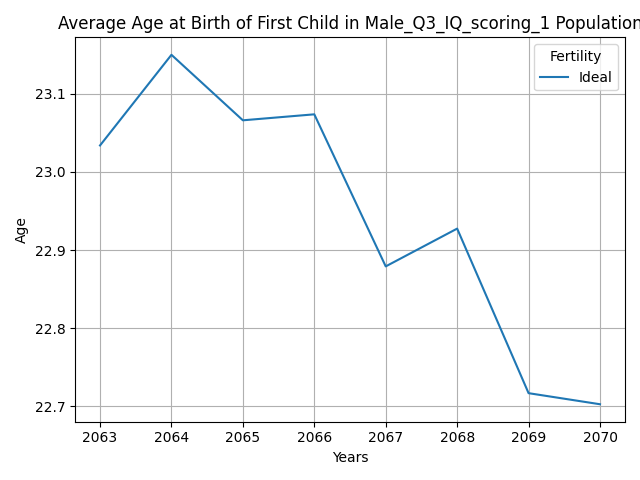 Average Age at Birth of First Child in Male_Q3_IQ_scoring_1 Population
Fertility
Ideal
23.1
23.0
22.9
22.8
22.7
Age
2063 2064 2065 2066 2067 2068 2069 2070
Years